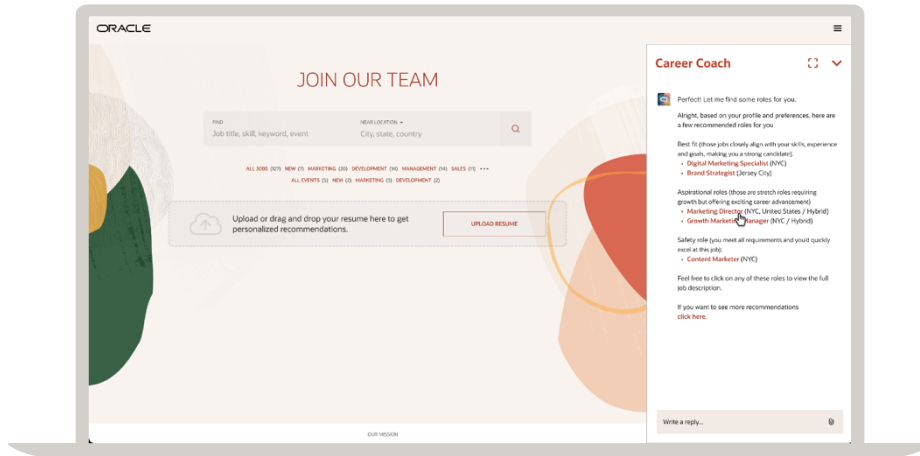 ORACLE
JOIN OUR TEAM
FIND
Job title, skill, keyword, event
NEAR LOCATION
City, state, country
ALL JOBS (107) NEW (7) MARKETING (20) DEVELOPMENT (14) MANAGEMENT (14) SALES (11) •••
ALL EVENTS (5) NEW (2) MARKETING (3) DEVELOPMENT (2)
Upload or drag and drop your resume here to get
personalized recommendations.
UPLOAD RESUME
OUR MISSION
Career Coach
Perfect! Let me find some roles for you.
Alright, based on your profile and preferences, here are
a few recommended roles for you
Best fit (those jobs closely align with your skills, experience
and goals, making you a strong candidate):
• Digital Marketing Specialist (NYC)
• Brand Strategist (Jersey City)
Aspirational roles (those are stretch roles requiring
growth but offering exciting career advancement)
• Marketing Director (NYC, United States / Hybrid)
• Growth Marketing Manager (NYC / Hybrid)
Safety role (you meet all requirements and you'd quickly
excel at this job):
• Content Marketer (NYC)
Feel free to click on any of these roles to view the full
job description.
If you want to see more recommendations
click here.
Write a reply...